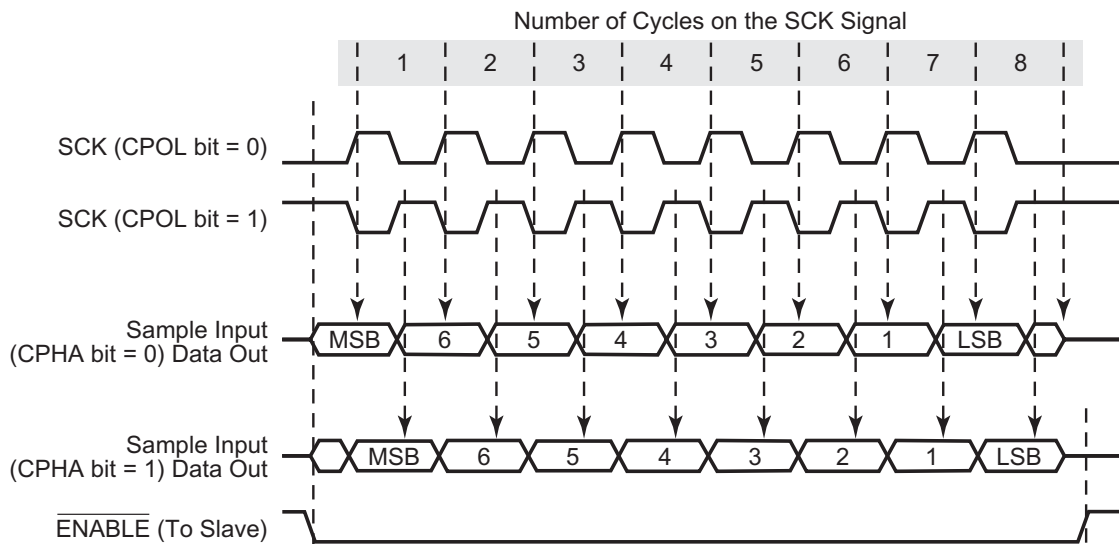 Number of Cycles on the SCK Signal
1 2 3 4 5 6 7 8
SCK (CPOL bit = 0)
SCK (CPOL bit = 1)
Sample Input
(CPHA bit = 0) Data Out
MSB 6 5 4 3 2 1 LSB
Sample Input
(CPHA bit = 1) Data Out
MSB 6 5 4 3 2 1 LSB
ENABLE (To Slave)